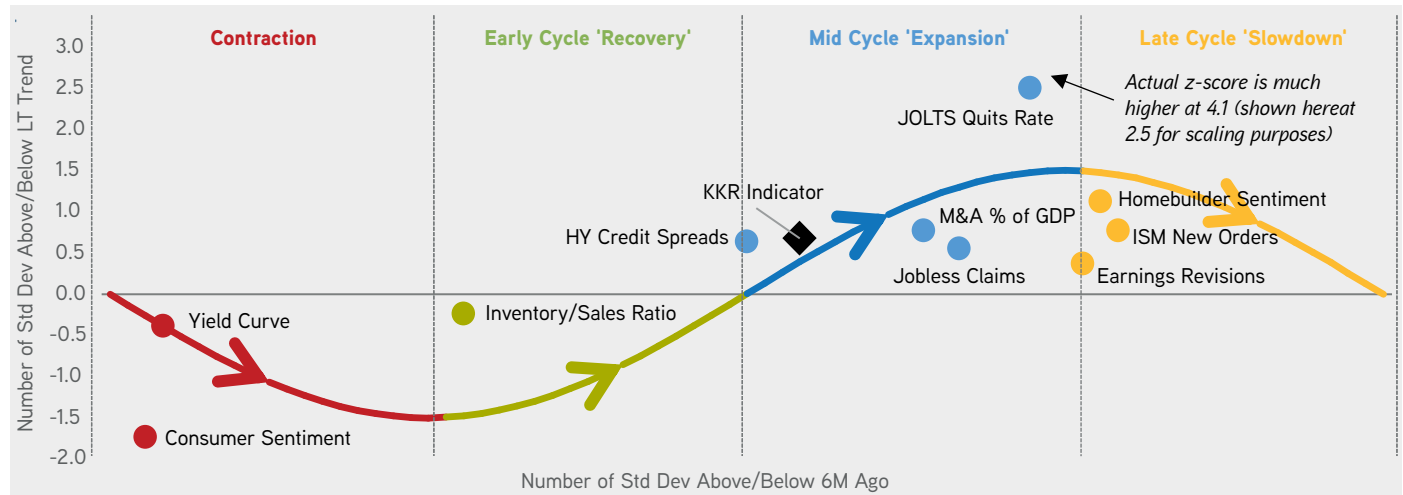 Contraction
Early Cycle 'Recovery'
Mid Cycle 'Expansion'
Late Cycle 'Slowdown'
Number of Std Dev Above/Below LT Trend
3.0
2.5
2.0
1.5
1.0
0.5
0.0
-0.5
-1.0
-1.5
-2.0
Actual z-score is much
higher at 4.1 (shown hereat
2.5 for scaling purposes)
JOLTS Quits Rate
KKR Indicator
Homebuilder Sentiment
M&A % of GDP
HY Credit Spreads
ISM New Orders
Jobless Claims
Earnings Revisions
Yield Curve
Inventory/Sales Ratio
Consumer Sentiment
Number of Std Dev Above/Below 6M Ago